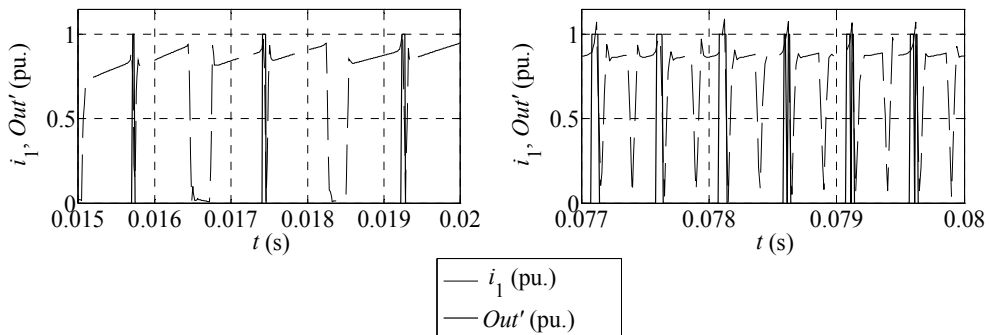 i1, Out′ (pu.)
1
0.5
0
0.015 0.016 0.017 0.018 0.019 0.02
t (s)
i1, Out′ (pu.)
1
0.5
0
0.077 0.078 0.079 0.08
t (s)
i1 (pu.)
Out′ (pu.)